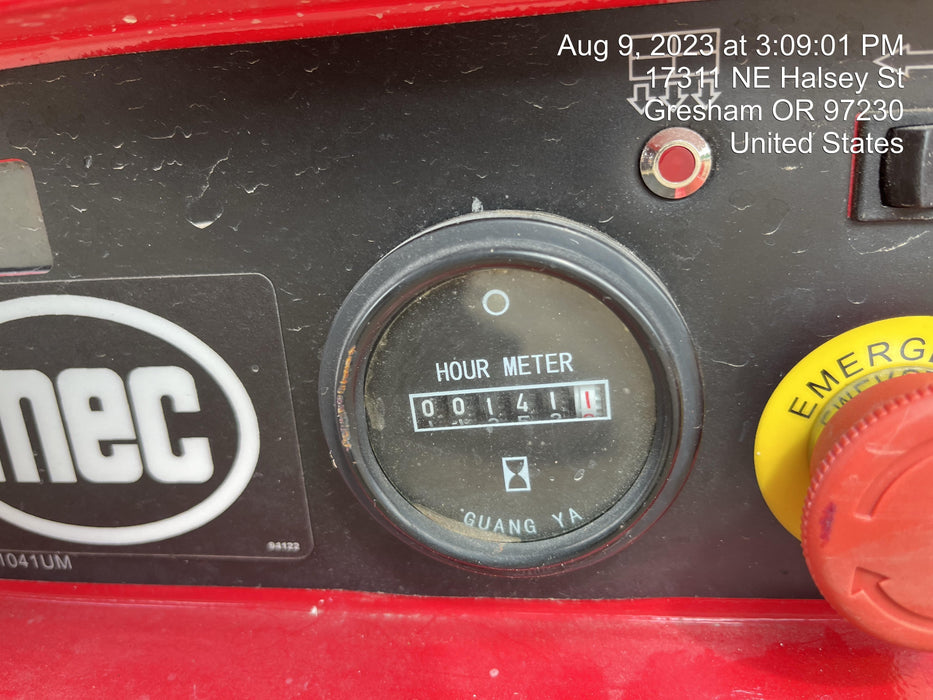 Aug 9, 2023 at 3:09:01 PM
17311 NE Halsey St
Gresham OR 97230
United States
HOUR METER
001411
GUANG YA
mec
94122
1041UM
EMERG